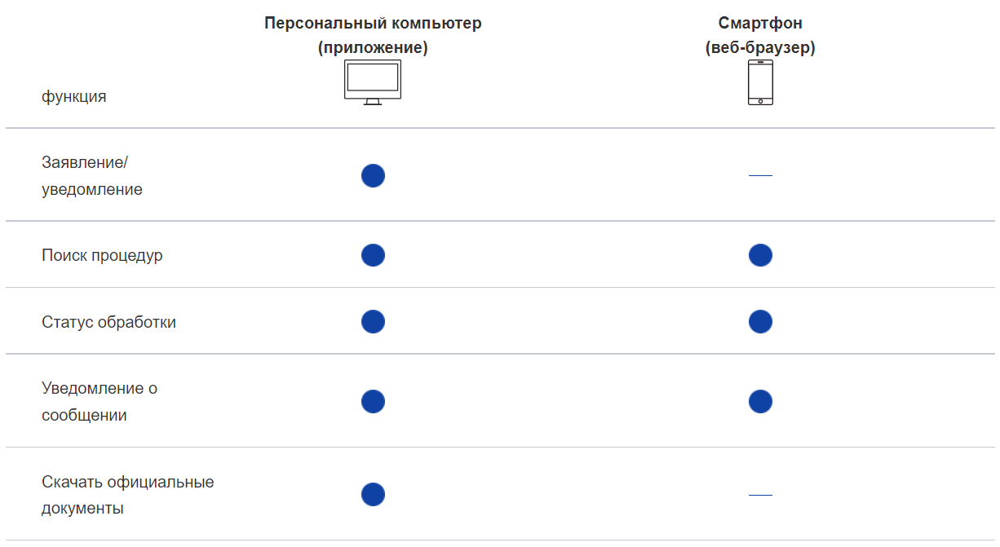 Персональный компьютер
(приложение)
Смартфон
(веб-браузер)
функция
Заявление/
уведомление
Поиск процедур
Статус обработки
Уведомление о
сообщении
Скачать официальные
документы